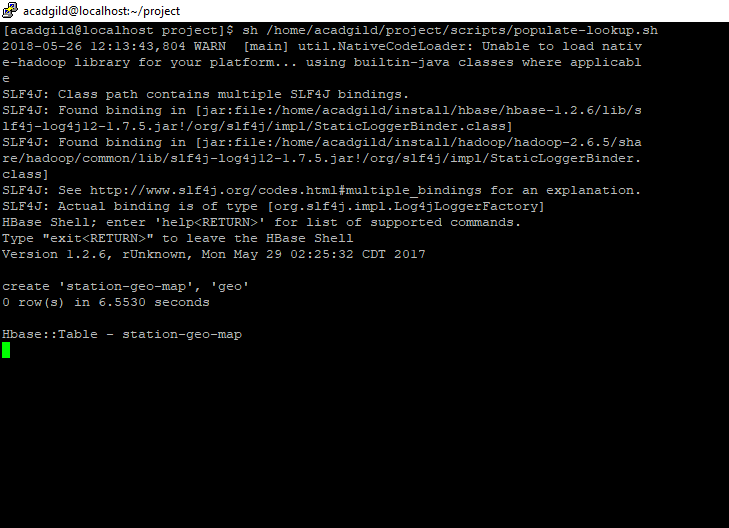 acadgild@localhost:~/project
[acadgild@localhost project]$ sh /home/acadgild/project/scripts/populate-lookup.sh
2018-05-26 12:13:43,804 WARN  [main] util.NativeCodeLoader: Unable to load nativ
e-hadoop library for your platform... using builtin-java classes where applicabl
e
SLF4J: Class path contains multiple SLF4J bindings.
SLF4J: Found binding in [jar:file:/home/acadgild/install/hbase/hbase-1.2.6/lib/s
lf4j-log4j12-1.7.5.jar!/org/slf4j/impl/StaticLoggerBinder.class]
SLF4J: Found binding in [jar:file:/home/acadgild/install/hadoop/hadoop-2.6.5/sha
re/hadoop/common/lib/slf4j-log4j12-1.7.5.jar!/org/slf4j/impl/StaticLoggerBinder.
class]
SLF4J: See http://www.slf4j.org/codes.html#multiple_bindings for an explanation.
SLF4J: Actual binding is of type [org.slf4j.impl.Log4jLoggerFactory]
HBase Shell; enter 'help<RETURN>' for list of supported commands.
Type "exit<RETURN>" to leave the HBase Shell
Version 1.2.6, rUnknown, Mon May 29 02:25:32 CDT 2017
create 'station-geo-map', 'geo'
0 row(s) in 6.5530 seconds
Hbase::Table - station-geo-map